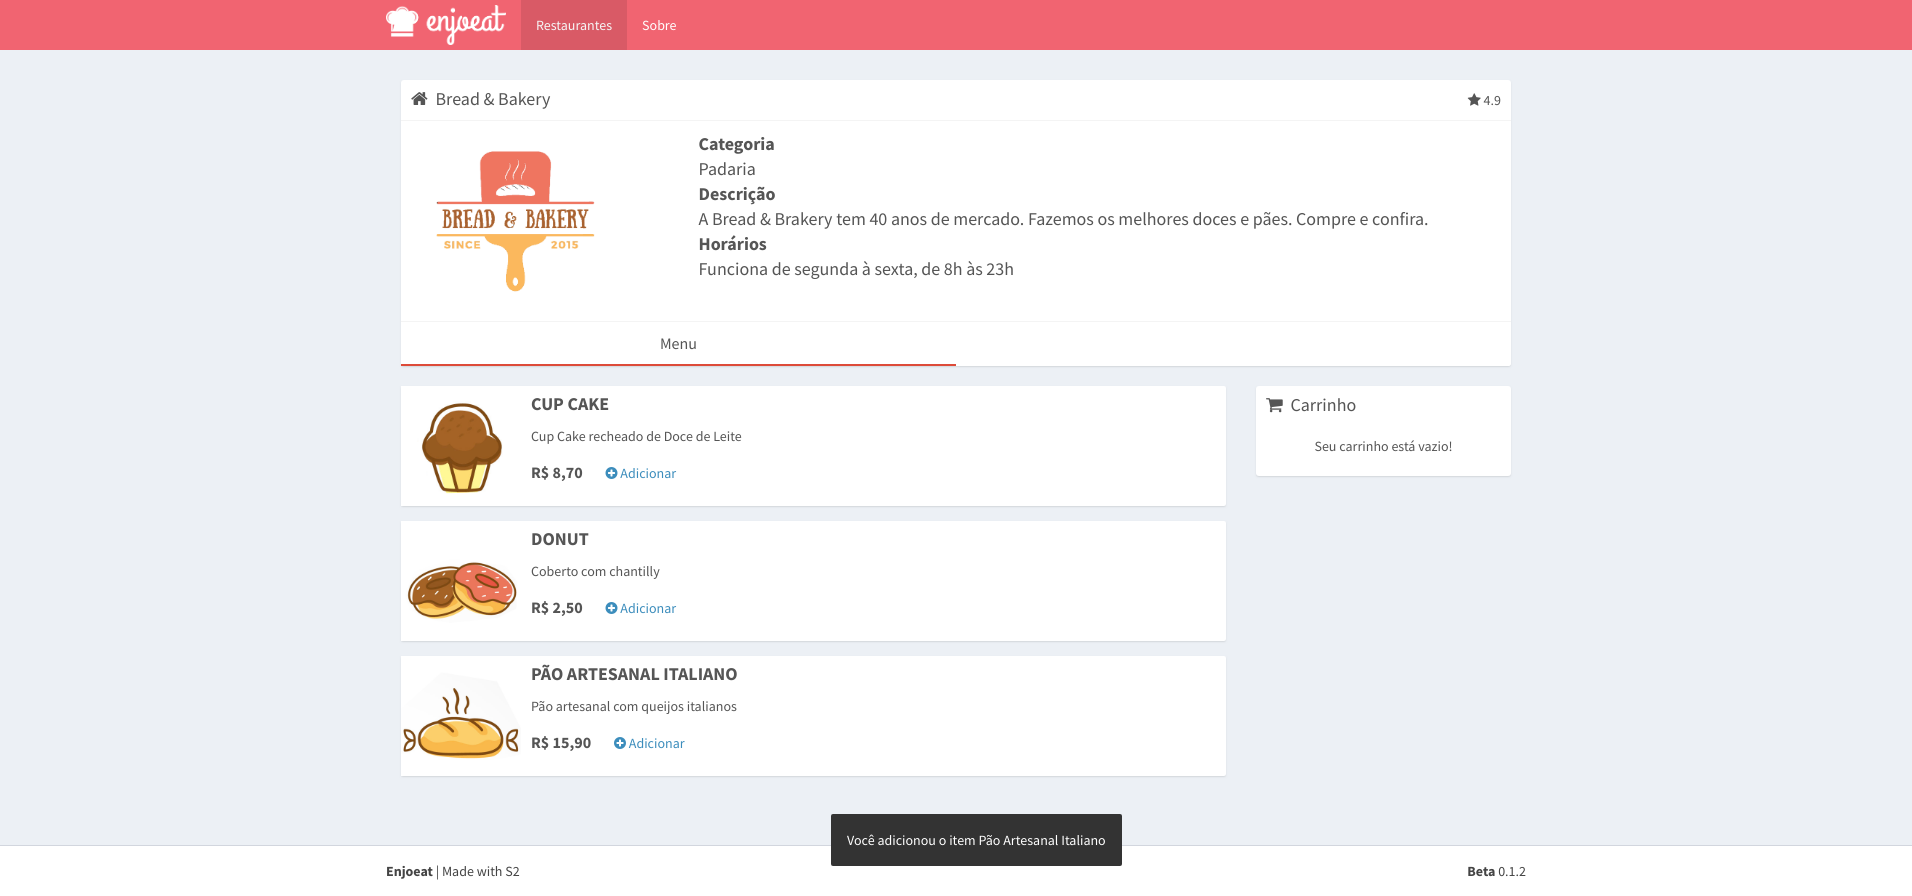 enjoeat
Restaurantes
Sobre
Bread & Bakery
4.9
BREAD & BAKERY
SINCE 2015
Categoria
Padaria
Descrição
A Bread & Brakery tem 40 anos de mercado. Fazemos os melhores doces e pães. Compre e confira.
Horários
Funciona de segunda à sexta, de 8h às 23h
Menu
CUP CAKE
Cup Cake recheado de Doce de Leite
R$ 8,70 Adicionar
DONUT
Coberto com chantilly
R$ 2,50 Adicionar
PÃO ARTESANAL ITALIANO
Pão artesanal com queijos italianos
R$ 15,90 Adicionar
Carrinho
Seu carrinho está vazio!
Você adicionou o item Pão Artesanal Italiano
Enjoeat | Made with S2
Beta 0.1.2